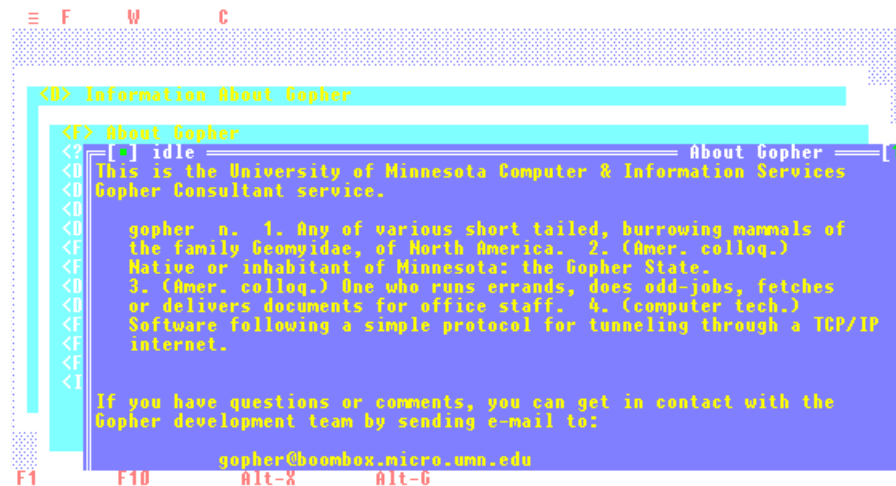 ≡ F W C
<D> Information About Gopher
<F> About Gopher
<?
[▪] idle About Gopher [
This is the University of Minnesota Computer & Information Services
<D
Gopher Consultant service.
<D
<D
<D
gopher n. 1. Any of various short tailed, burrowing mammals of
<F
the family Geomyidae, of North America. 2. (Amer. colloq.)
<F
Native or inhabitant of Minnesota: the Gopher State.
<D
3. (Amer. colloq.) One who runs errands, does odd-jobs, fetches
<D
or delivers documents for office staff. 4. (computer tech.)
<F
Software following a simple protocol for tunneling through a TCP/IP
<F
internet.
<F
<I
If you have questions or comments, you can get in contact with the
Gopher development team by sending e-mail to:
gopher@boombox.micro.umn.edu
F1 F10 Alt-X Alt-G